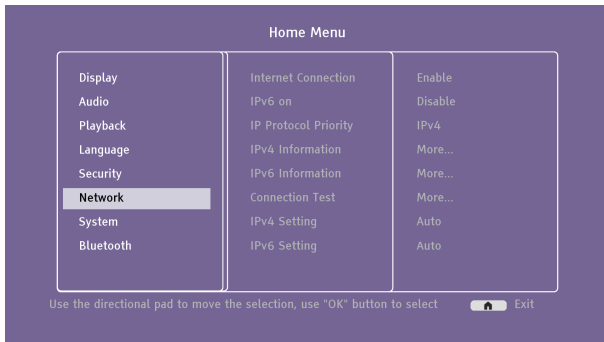 Home Menu
Display Internet Connection Enable
Audio IPv6 on Disable
Playback IP Protocol Priority IPv4
Language IPv4 Information More...
Security IPv6 Information More...
Network Connection Test More...
System IPv4 Setting Auto
Bluetooth IPv6 Setting Auto
Use the directional pad to move the selection, use "OK" button to select Exit